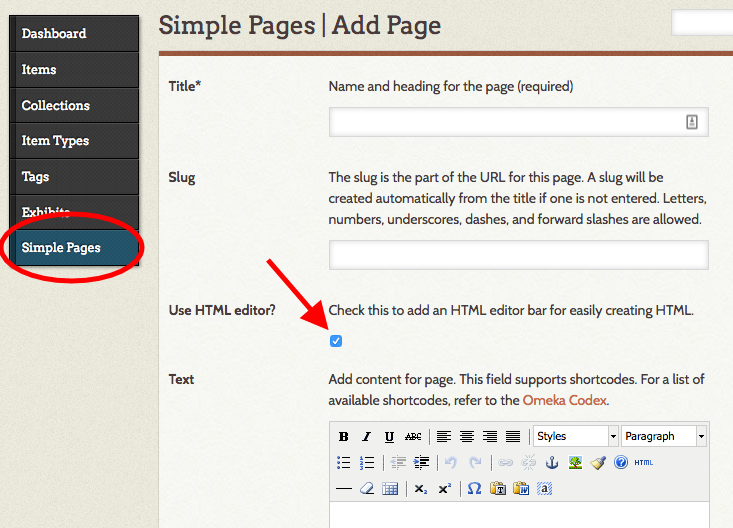 Simple Pages | Add Page
Dashboard
Items
Collections
Item Types
Tags
Exhibits
Simple Pages
Title*
Name and heading for the page (required)
Slug
The slug is the part of the URL for this page. A slug will
be created automatically from the title if one is not entered. Letters,
numbers, underscores, dashes, and forward slashes are allowed.
Use HTML editor?
Check this to add an HTML editor bar for easily creating HTML.
Text
Add content for page. This field supports shortcodes. For a list of
available shortcodes, refer to the Omeka Codex.
B I U ABC Styles Paragraph
HTML
x₂ x² Ω T W a